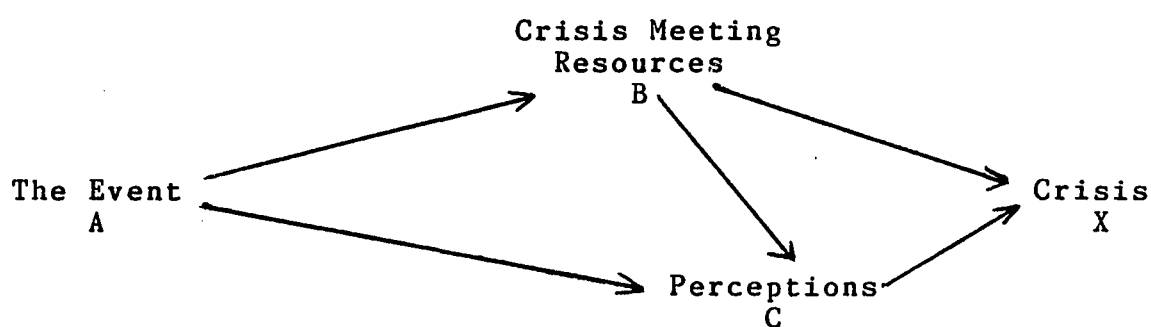 Crisis Meeting
Resources
B
The Event
A
Crisis
X
Perceptions
C